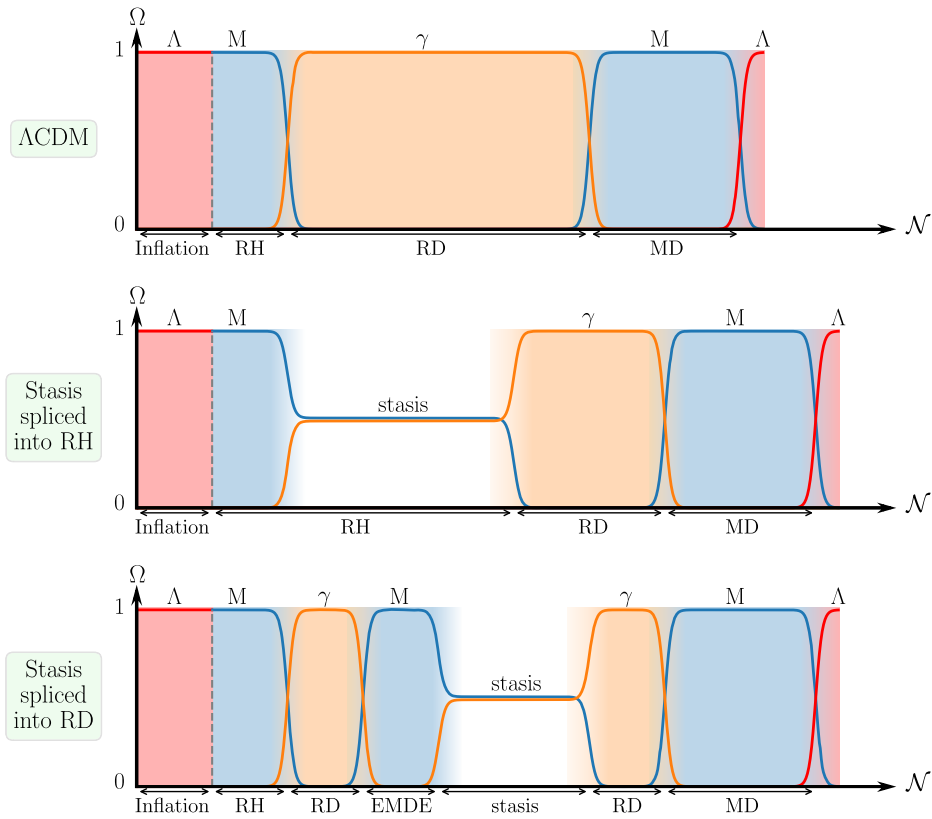 Ω
1
Λ M γ M Λ
ΛCDM
0
𝒩
Inflation RH RD MD
Ω
1
Λ M γ M Λ
Stasis
spliced
into RH
stasis
0
𝒩
Inflation RH RD MD
Ω
1
Λ M γ M γ M Λ
Stasis
spliced
into RD
stasis
0
𝒩
Inflation RH RD EMDE stasis RD MD